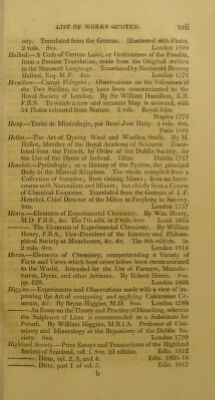 LIST OF WORKS QUOTED. xvii
ony. Translated from the German. Illustrated with Plates.
2 vols. 8vo. London 1800
Halhed.—A Code of Gentoo Laws, or Ordinations of the Pundits,
from a Persian Translation, made from the Original written
in the Shanscrit Language. Translated by Nathaniel Brassey
Halhed, Esq. M P. 4to. London 1776
Hamilton.—Campi Phlegræi; Observations on the Volcanoes of
the Two Sicilies, as they have been communicated to the
Royal Society of London. By Sir William Hamilton, K.B.
F.R.S. To which a new and accurate Map is annexed, with
54 Plates coloured from Nature. 2 vols. Royal folio.
Naples 1776
Haüy.—Traité de Minéralogie, par Réné-Just Haüy. 4 vols. 8vo.
Paris 1801
Hellot.—The Art of Dyeing Wool and Woollen Stuffs. By M.
Hellot, Member of the Royal Academy of Sciences. Trans-
lated from the French, by Order of the Dublin Society, for
the Use of the Dyers of Ireland. 12mo. Dublin 1767
Henckel.—Pyritologia; or a History of the Pyrites, the principal
Body in the Mineral Kingdom. The whole compiled from a
Collection of Samples; from visiting Mines; from an Inter-
course with Naturalists and Miners; but chiefly from a Course
of Chemical Enquiries. Translated from the German of I. F.
Henckel, Chief Director of the Mines at Freyberg in Saxony.
8vo. London 1757
Henry.—Elements of Experimental Chemistry. By Wm. Henry,
M.D. F.R.S. &c. The 7th edit. in 2 vols. 8vo. Lond. 1815
——— The Elements of Experimental Chemistry. By William
Henry, F.R.S., Vice-President of the Literary and Philoso-
phical Society at Manchester, &c. &c. The 8th edition. In
2 vols. 8vo. London 1818
Heron.—Elements of Chemistry, comprehending a Variety of
Facts and Views which have never before been communicated
to the World. Intended for the Use of Farmers, Manufac-
turers, Dyers, and other Artisans. By Robert Heron. 8vo.
pp. 628. London 1800
Higgins.—Experiments and Observations made with a view of im-
proving the Art of composing and applying Calcareous Ce-
ments, &c. By Bryan Higgins, M.D. 8vo. London 1780
——— An Essay on the Theory and Practice of Bleaching, wherein
the Sulphuret of Lime is recommended as a Substitute for
Potash. By William Higgins, M.R.I.A. Professor of Che-
mistry and Mineralogy at the Repository of the Dublin So-
ciety. 8vo. London 1799
Highland Society.—Prize Essays and Transactions of the Highland
Society of Scotland, vol. i. 8vo. 2d edition. Edin. 1812
———, Ditto, vol. 2, 3, and 4. Edin. 1803-16
———, Ditto, part I. of vol. 5. Edin. 1817
b